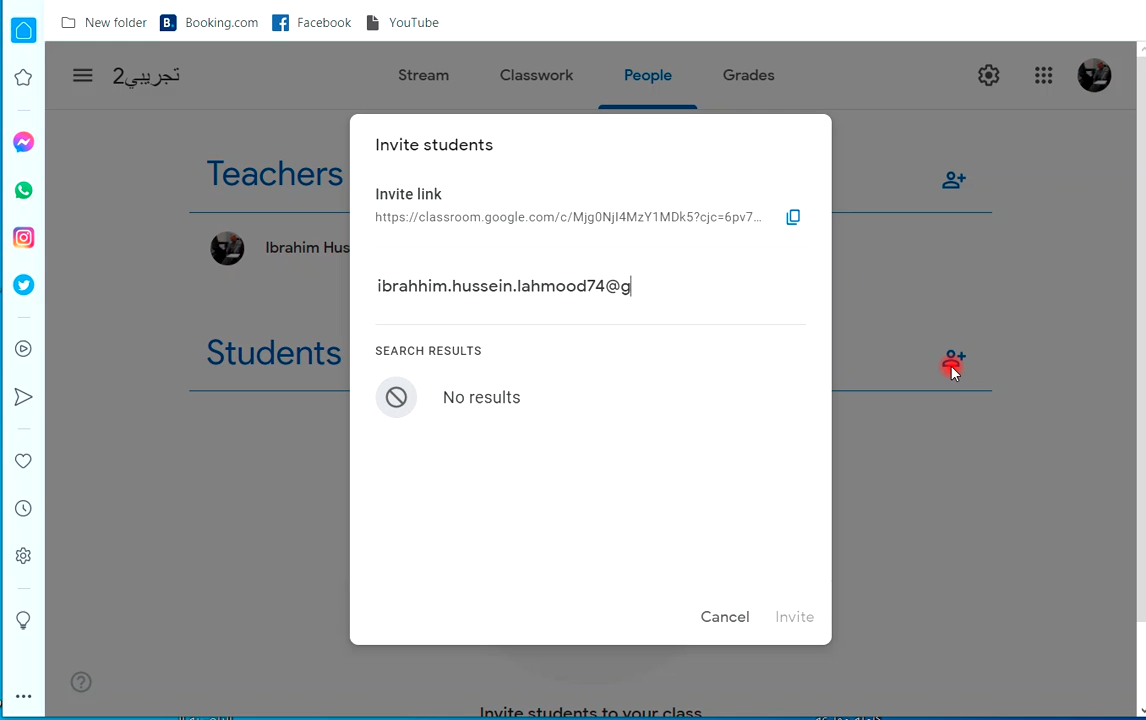 New folder
Booking.com
Facebook
YouTube
تجريبي2
Stream
Classwork
People
Grades
Teachers
Ibrahim Hus
Students
Invite students
Invite link
https://classroom.google.com/c/Mjg0NjI4MzY1MDk5?cjc=6pv7...
ibrahhim.hussein.lahmood74@g
SEARCH RESULTS
No results
Cancel
Invite
Invite students to your class